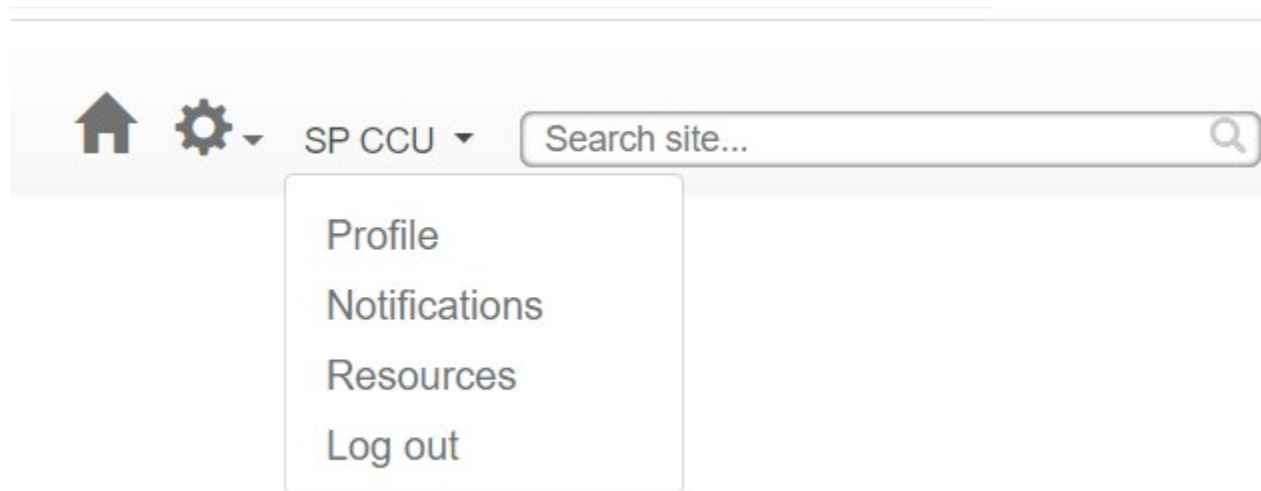 SP CCU
Search site...
Profile
Notifications
Resources
Log out